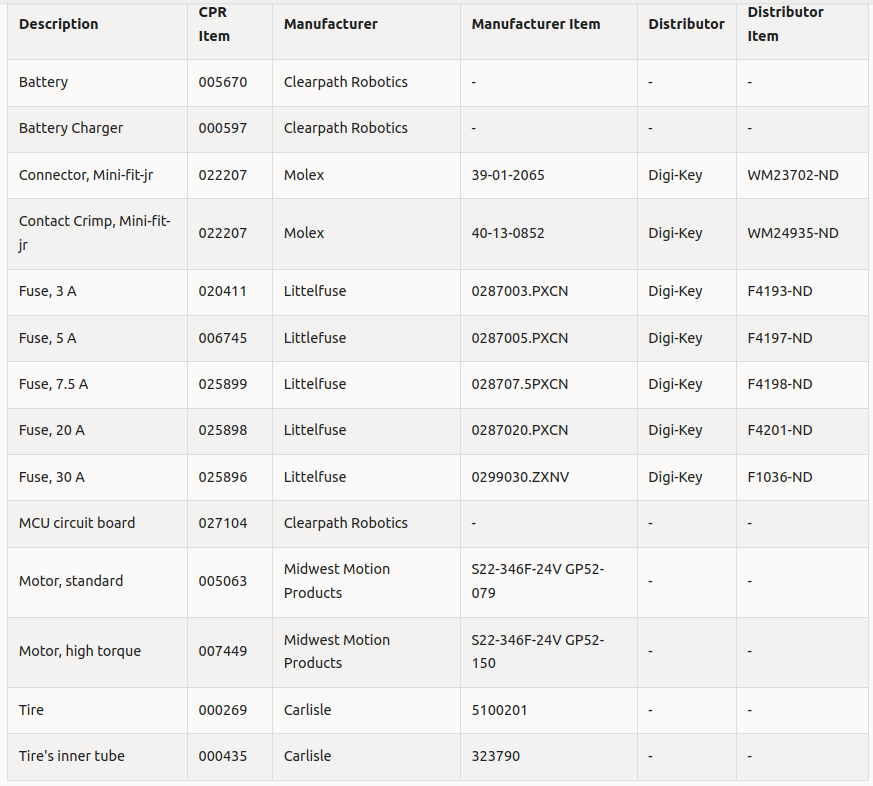 Description CPR Item Manufacturer Manufacturer Item Distributor Distributor Item
Battery 005670 Clearpath Robotics - - -
Battery Charger 000597 Clearpath Robotics - - -
Connector, Mini-fit-jr 022207 Molex 39-01-2065 Digi-Key WM23702-ND
Contact Crimp, Mini-fit-jr 022207 Molex 40-13-0852 Digi-Key WM24935-ND
Fuse, 3 A 020411 Littelfuse 0287003.PXCN Digi-Key F4193-ND
Fuse, 5 A 006745 Littlefuse 0287005.PXCN Digi-Key F4197-ND
Fuse, 7.5 A 025899 Littelfuse 028707.5PXCN Digi-Key F4198-ND
Fuse, 20 A 025898 Littelfuse 0287020.PXCN Digi-Key F4201-ND
Fuse, 30 A 025896 Littelfuse 0299030.ZXNV Digi-Key F1036-ND
MCU circuit board 027104 Clearpath Robotics - - -
Motor, standard 005063 Midwest Motion Products S22-346F-24V GP52-079 - -
Motor, high torque 007449 Midwest Motion Products S22-346F-24V GP52-150 - -
Tire 000269 Carlisle 5100201 - -
Tire's inner tube 000435 Carlisle 323790 - -